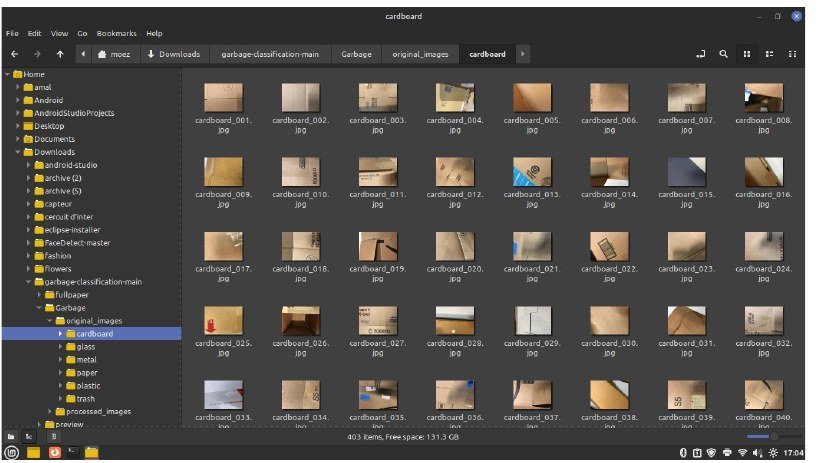 cardboard
File Edit View Go Bookmarks Help
moez Downloads garbage-classification-main Garbage original_images cardboard
Home
amal
Android
AndroidStudioProjects
Desktop
Documents
Downloads
android-studio
archive (2)
archive (5)
capteur
cercuit d'inter
eclipse-installer
FaceDetect-master
fashion
flowers
garbage-classification-main
fullpaper
Garbage
original_images
cardboard
glass
metal
paper
plastic
trash
processed_images
preview
cardboard_001.jpg cardboard_002.jpg cardboard_003.jpg cardboard_004.jpg cardboard_005.jpg cardboard_006.jpg cardboard_007.jpg cardboard_008.jpg
cardboard_009.jpg cardboard_010.jpg cardboard_011.jpg cardboard_012.jpg cardboard_013.jpg cardboard_014.jpg cardboard_015.jpg cardboard_016.jpg
cardboard_017.jpg cardboard_018.jpg cardboard_019.jpg cardboard_020.jpg cardboard_021.jpg cardboard_022.jpg cardboard_023.jpg cardboard_024.jpg
cardboard_025.jpg cardboard_026.jpg cardboard_027.jpg cardboard_028.jpg cardboard_029.jpg cardboard_030.jpg cardboard_031.jpg cardboard_032.jpg
cardboard_033. cardboard_034. cardboard_035. cardboard_036. cardboard_037. cardboard_038. cardboard_039. cardboard_040.
403 items, Free space: 131.3 GB
17:04